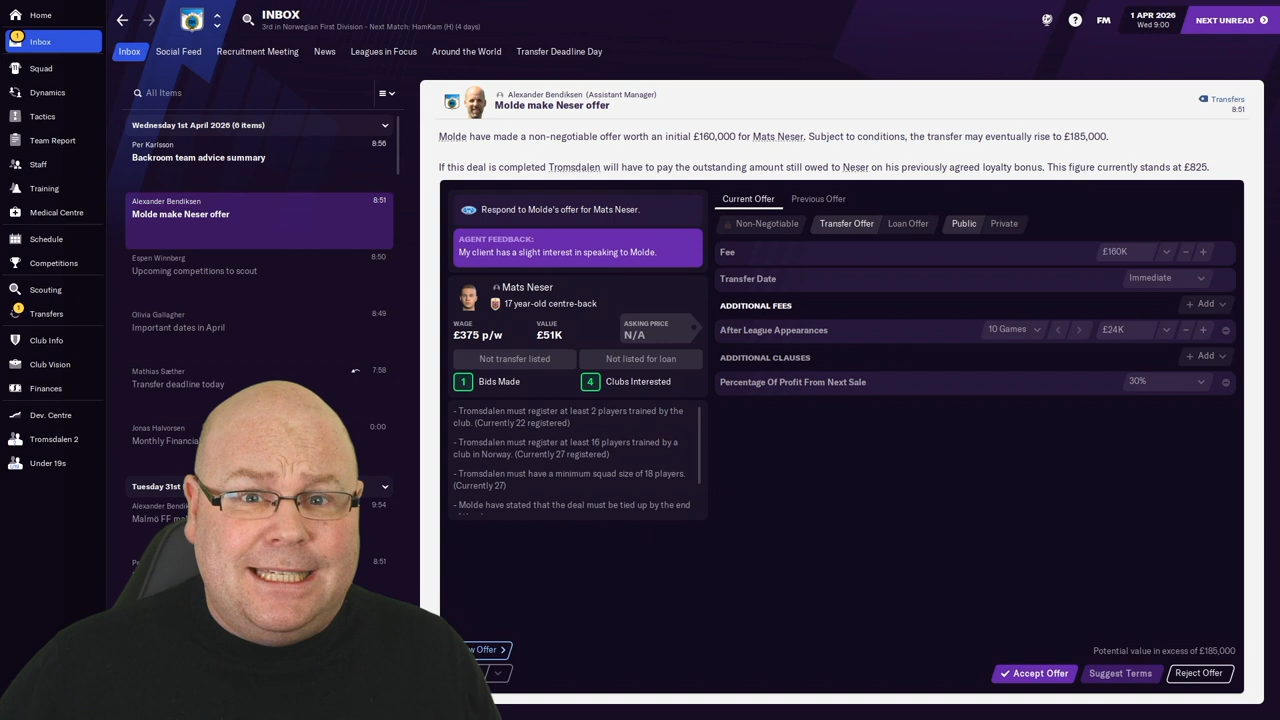 Home
Inbox
Squad
Dynamics
Tactics
Team Report
Staff
Training
Medical Centre
Schedule
Competitions
Scouting
Transfers
Club Info
Club Vision
Finances
Dev. Centre
Tromsdalen 2
Under 19s
1
1
INBOX
3rd in Norwegian First Division - Next Match: HamKam (H) (4 days)
FM
1 APR 2026
Wed 9:00
NEXT UNREAD
Inbox
Social Feed
Recruitment Meeting
News
Leagues in Focus
Around the World
Transfer Deadline Day
All Items
Wednesday 1st April 2026 (6 items)
Per Karlsson 8:56
Backroom team advice summary
Alexander Bendiksen 8:51
Molde make Neser offer
Espen Winnberg 8:50
Upcoming competitions to scout
Olivia Gallagher 8:49
Important dates in April
Mathias Sæther 7:58
Transfer deadline today
Jonas Halvorsen 0:00
Monthly Financia
Tuesday 31st
Alexander Bendik 9:54
Malmö FF
8:51
Alexander Bendiksen (Assistant Manager)
Molde make Neser offer
Transfers
8:51
Molde have made a non-negotiable offer worth an initial £160,000 for Mats Neser. Subject to conditions, the transfer may eventually rise to £185,000.
If this deal is completed Tromsdalen will have to pay the outstanding amount still owed to Neser on his previously agreed loyalty bonus. This figure currently stands at £825.
Respond to Molde's offer for Mats Neser.
AGENT FEEDBACK:
My client has a slight interest in speaking to Molde.
Mats Neser
17 year-old centre-back
WAGE
£375 p/w
VALUE
£51K
ASKING PRICE
N/A
Not transfer listed
Not listed for loan
1 Bids Made
4 Clubs Interested
- Tromsdalen must register at least 2 players trained by the
club. (Currently 22 registered)
- Tromsdalen must register at least 16 players trained by a
club in Norway. (Currently 27 registered)
- Tromsdalen must have a minimum squad size of 18 players.
(Currently 27)
- Molde have stated that the deal must be tied up by the end
Current Offer
Previous Offer
Non-Negotiable
Transfer Offer
Loan Offer
Public
Private
Fee £160K
Transfer Date Immediate
ADDITIONAL FEES Add
After League Appearances 10 Games £24K
ADDITIONAL CLAUSES Add
Percentage Of Profit From Next Sale 30%
w Offer
Potential value in excess of £185,000
Accept Offer
Suggest Terms
Reject Offer